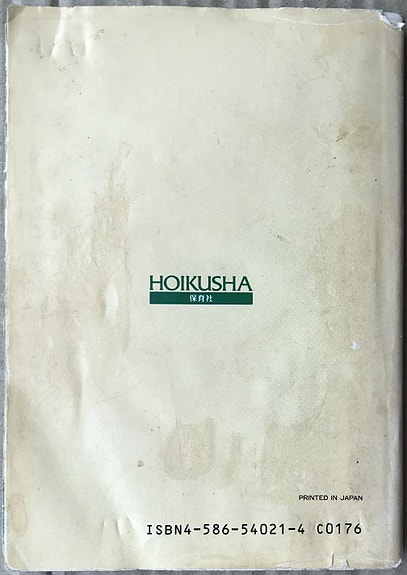 HOIKUSHA
保育社
PRINTED IN JAPAN
ISBN4-586-54021-4 C0176